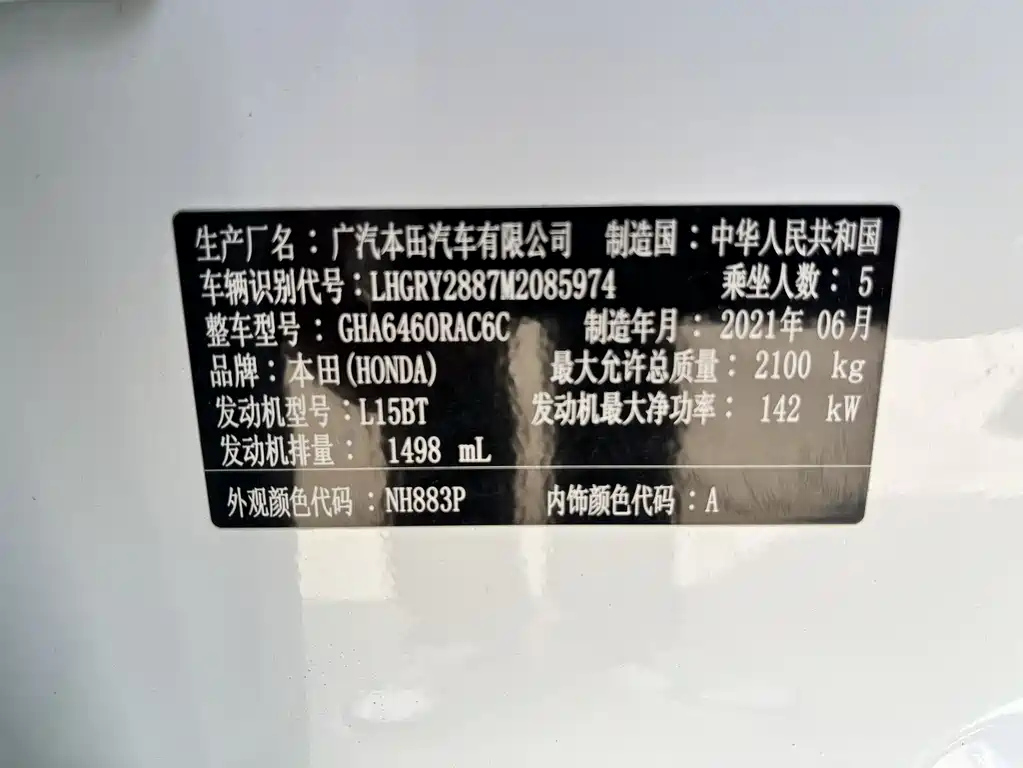 生产厂名：广汽本田汽车有限公司 制造国：中华人民共和国
车辆识别代号：LHGRY2887M2085974 乘坐人数：5
整车型号：GHA6460RAC6C 制造年月：2021年06月
品牌：本田(HONDA) 最大允许总质量：2100 kg
发动机型号：L15BT 发动机最大净功率：142 kW
发动机排量：1498 mL
外观颜色代码：NH883P 内饰颜色代码：A